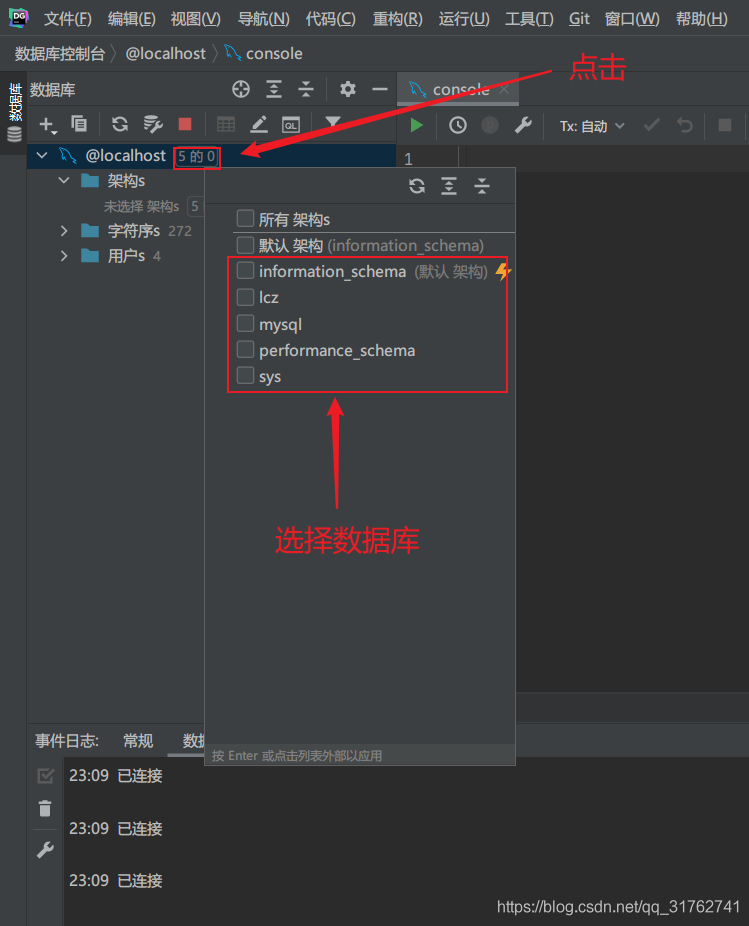 DG 文件(F) 编辑(E) 视图(V) 导航(N) 代码(C) 重构(R) 运行(U) 工具(T) Git 窗口(W) 帮助(H)
数据库控制台 @localhost console
点击
数据库
数据库
console
QL
Tx: 自动
@localhost 5 的 0
1
架构s
未选择 架构s 5
字符序s 272
用户s 4
所有 架构s
默认 架构 (information_schema)
information_schema (默认 架构)
lcz
mysql
performance_schema
sys
选择数据库
按 Enter 或点击列表外部以应用
事件日志: 常规 数据
23:09 已连接
23:09 已连接
23:09 已连接
https://blog.csdn.net/qq_31762741